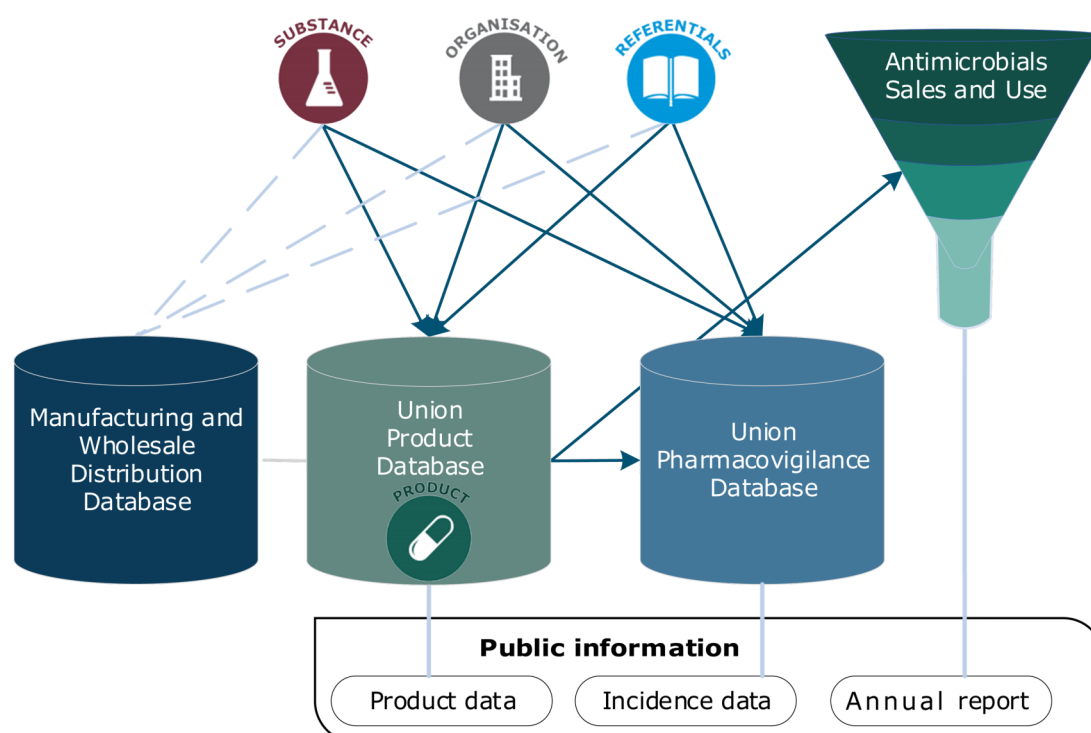 SUBSTANCE
ORGANISATION
REFERENTIALS
Antimicrobials
Sales and Use
Manufacturing and
Wholesale
Distribution
Database
Union
Product
Database
PRODUCT
Union
Pharmacovigilance
Database
Public information
Product data
Incidence data
Annual report